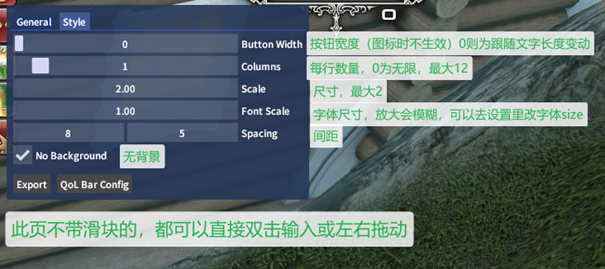 General Style
0 Button Width 按钮宽度（图标时不生效）0则为跟随文字长度变动
1 Columns 每行数量，0为无限，最大12
2.00 Scale 尺寸，最大2
1.00 Font Scale 字体尺寸，放大会模糊，可以去设置里改字体size
8 5 Spacing 间距
No Background 无背景
Export QoL Bar Config
此页不带滑块的，都可以直接双击输入或左右拖动